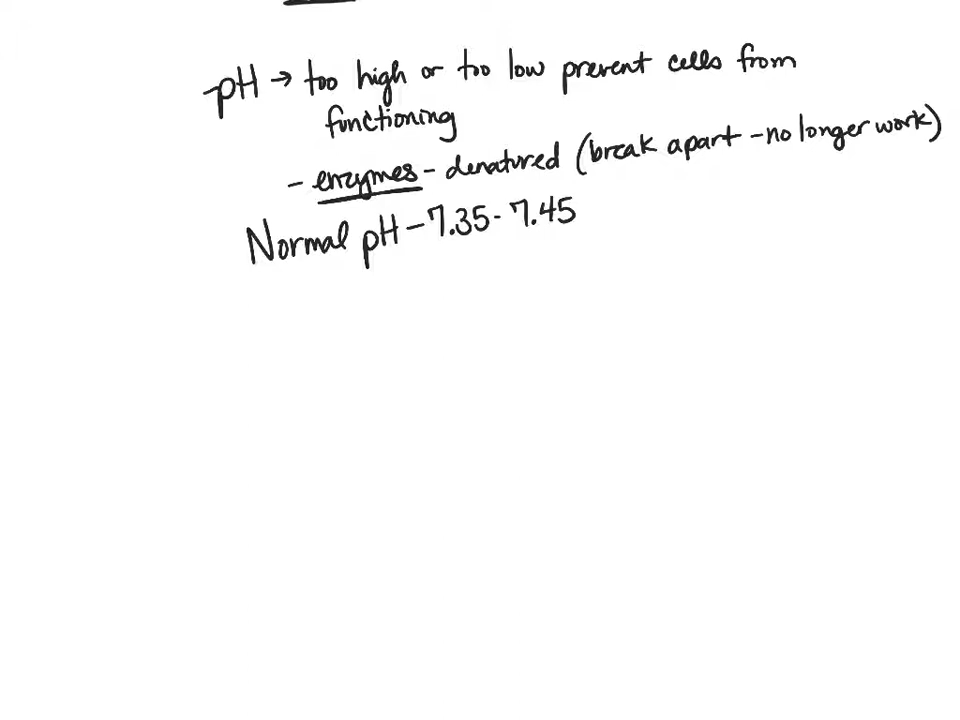 pH → too high or too low prevent cells from
functioning
- enzymes - denatured (break apart - no longer work)
Normal pH - 7.35 - 7.45